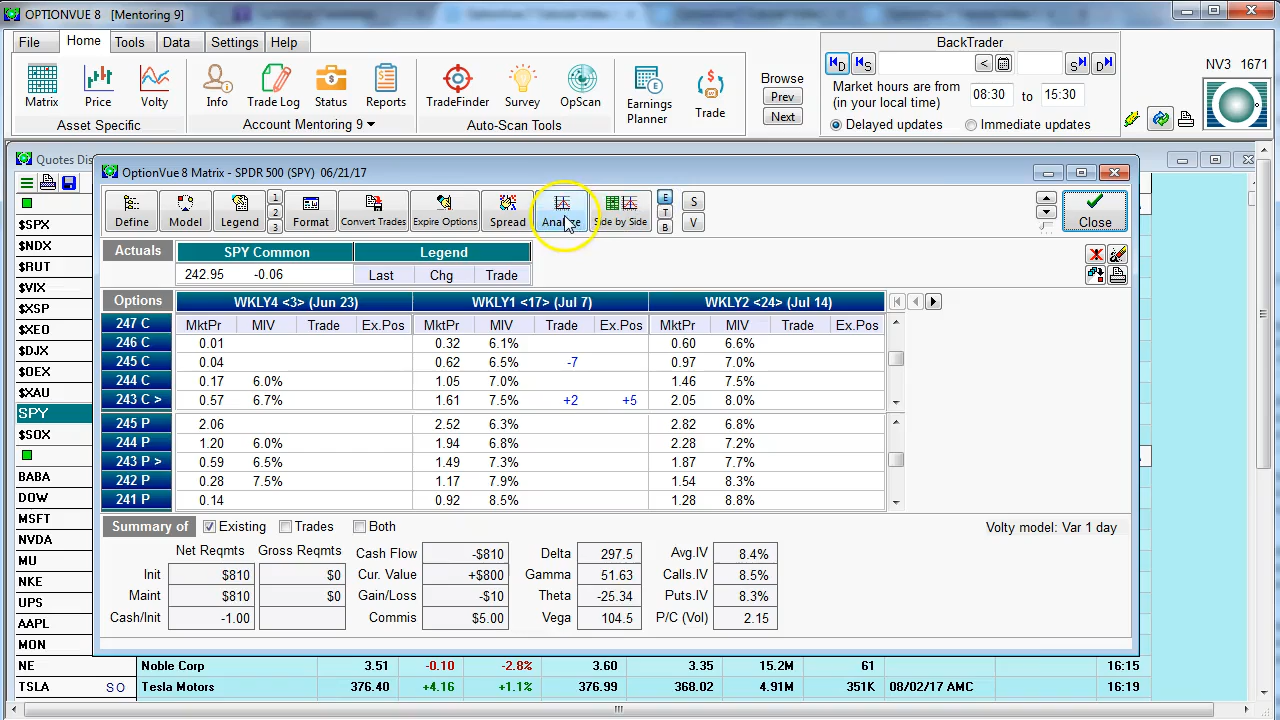 OPTIONVUE 8 [Mentoring 9]
File Home Tools Data Settings Help
Matrix Price Volty
Asset Specific
Info Trade Log Status Reports
Account Mentoring 9
TradeFinder Survey OpScan
Auto-Scan Tools
Earnings Planner
Trade
Browse
Prev
Next
BackTrader
D S < S D
Market hours are from
(in your local time) 08:30 to 15:30
Delayed updates Immediate updates
NV3 1671
Quotes Dis
OptionVue 8 Matrix - SPDR 500 (SPY) 06/21/17
Define Model Legend 1 2 3 Format Convert Trades Expire Options Spread Analyze Side by Side E T B S V Close
Actuals SPY Common Legend
242.95 -0.06 Last Chg Trade
Options WKLY4 <3> (Jun 23) WKLY1 <17> (Jul 7) WKLY2 <24> (Jul 14)
247 C MktPr MIV Trade Ex.Pos MktPr MIV Trade Ex.Pos MktPr MIV Trade Ex.Pos
246 C 0.01 0.32 6.1% 0.60 6.6%
245 C 0.04 0.62 6.5% -7 0.97 7.0%
244 C 0.17 6.0% 1.05 7.0% 1.46 7.5%
243 C > 0.57 6.7% 1.61 7.5% +2 +5 2.05 8.0%
245 P 2.06 2.52 6.3% 2.82 6.8%
244 P 1.20 6.0% 1.94 6.8% 2.28 7.2%
243 P > 0.59 6.5% 1.49 7.3% 1.87 7.7%
242 P 0.28 7.5% 1.17 7.9% 1.54 8.3%
241 P 0.14 0.92 8.5% 1.28 8.8%
Summary of Existing Trades Both Volty model: Var 1 day
Net Reqmts Gross Reqmts Cash Flow -$810 Delta 297.5 Avg.IV 8.4%
Init $810 $0 Cur. Value +$800 Gamma 51.63 Calls.IV 8.5%
Maint $810 $0 Gain/Loss -$10 Theta -25.34 Puts.IV 8.3%
Cash/Init -1.00 Commis $5.00 Vega 104.5 P/C (Vol) 2.15
$SPX
$NDX
$RUT
$VIX
$XSP
$XEO
$DJX
$OEX
$XAU
SPY
$SOX
BABA
DOW
MSFT
NVDA
MU
NKE
UPS
AAPL
MON
NE Noble Corp 3.51 -0.10 -2.8% 3.60 3.35 15.2M 61 16:15
TSLA S O Tesla Motors 376.40 +4.16 +1.1% 376.99 368.02 4.91M 351K 08/02/17 AMC 16:19